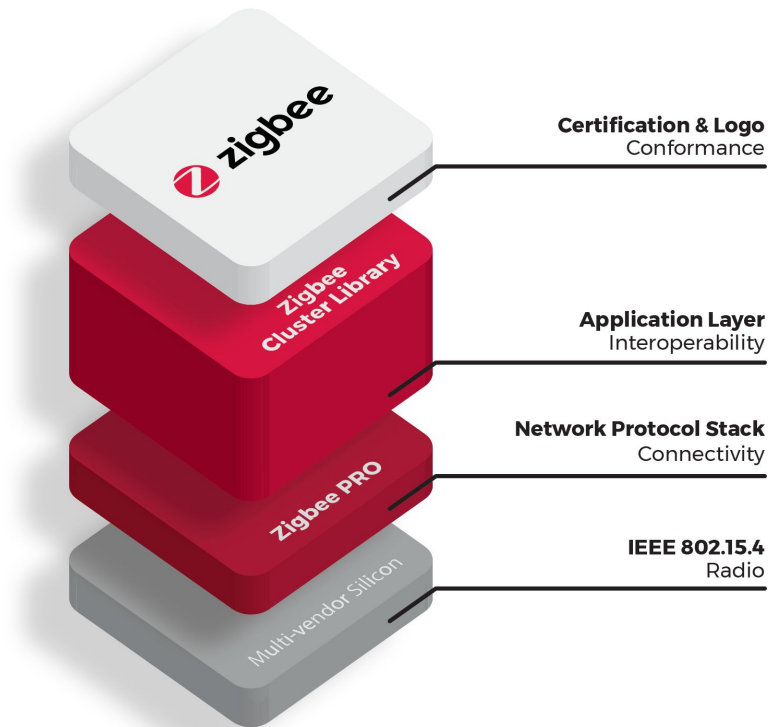 zigbee
Certification & Logo
Conformance
Zigbee
Cluster Library
Application Layer
Interoperability
Network Protocol Stack
Connectivity
Zigbee PRO
IEEE 802.15.4
Radio
Multi-vendor Silicon